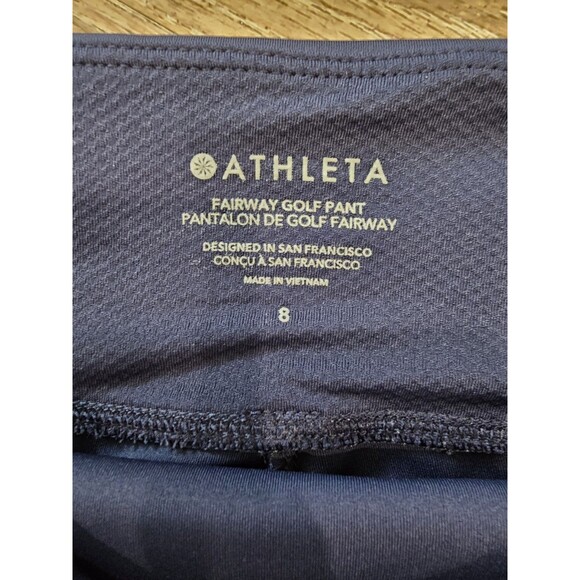 ATHLETA
FAIRWAY GOLF PANT
PANTALON DE GOLF FAIRWAY
DESIGNED IN SAN FRANCISCO
CONÇU À SAN FRANCISCO
MADE IN VIETNAM
8